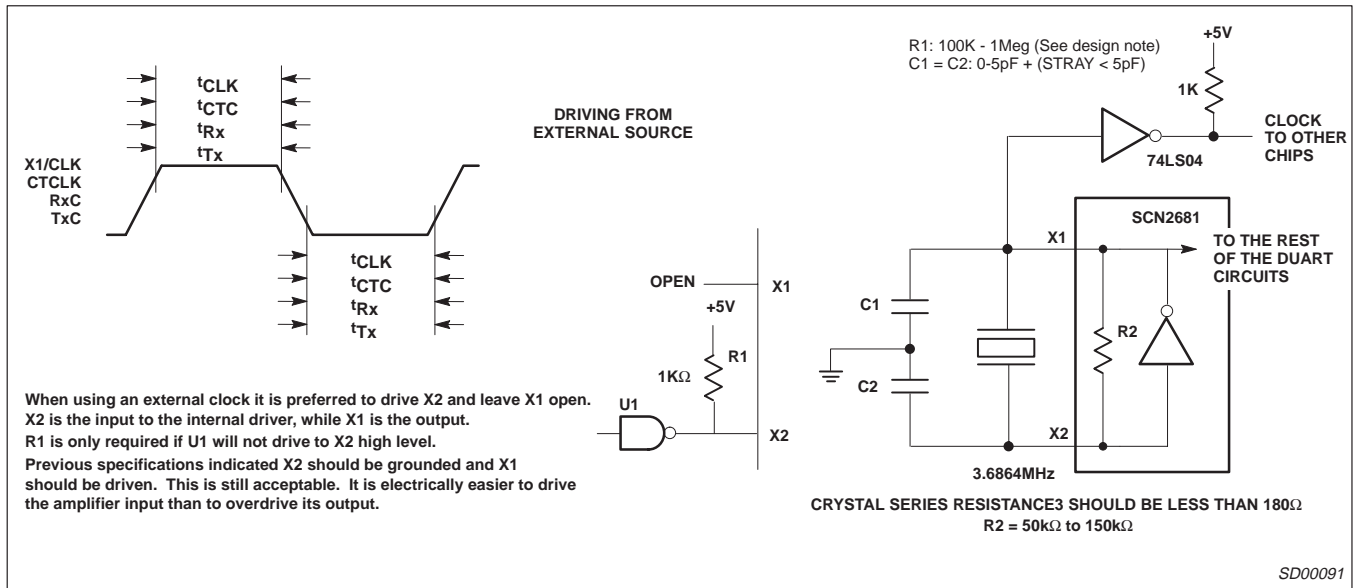 tCLK
tCTC
tRx
tTx
X1/CLK
CTCLK
RxC
TxC
tCLK
tCTC
tRx
tTx
When using an external clock it is preferred to drive X2 and leave X1 open.
X2 is the input to the internal driver, while X1 is the output.
R1 is only required if U1 will not drive to X2 high level.
Previous specifications indicated X2 should be grounded and X1
should be driven. This is still acceptable. It is electrically easier to drive
the amplifier input than to overdrive its output.
DRIVING FROM
EXTERNAL SOURCE
OPEN
X1
+5V
R1
1KΩ
U1
X2
R1: 100K - 1Meg (See design note)
C1 = C2: 0-5pF + (STRAY < 5pF)
+5V
1K
CLOCK
TO OTHER
CHIPS
74LS04
SCN2681
X1
TO THE REST
OF THE DUART
CIRCUITS
C1
R2
C2
X2
3.6864MHz
CRYSTAL SERIES RESISTANCE3 SHOULD BE LESS THAN 180Ω
R2 = 50kΩ to 150kΩ
SD00091